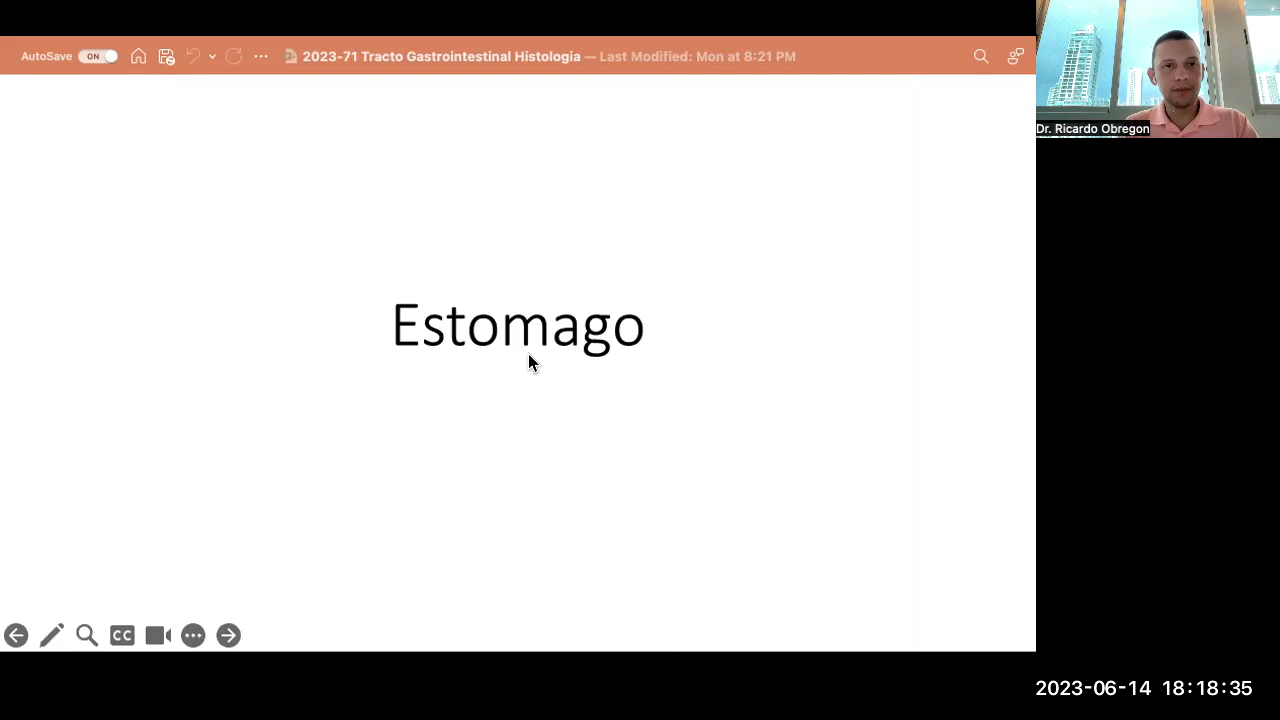 AutoSave ON ··· 2023-71 Tracto Gastrointestinal Histologia — Last Modified: Mon at 8:21 PM
Dr. Ricardo Obregon
Estomago
CC
2023-06-14 18:18:35